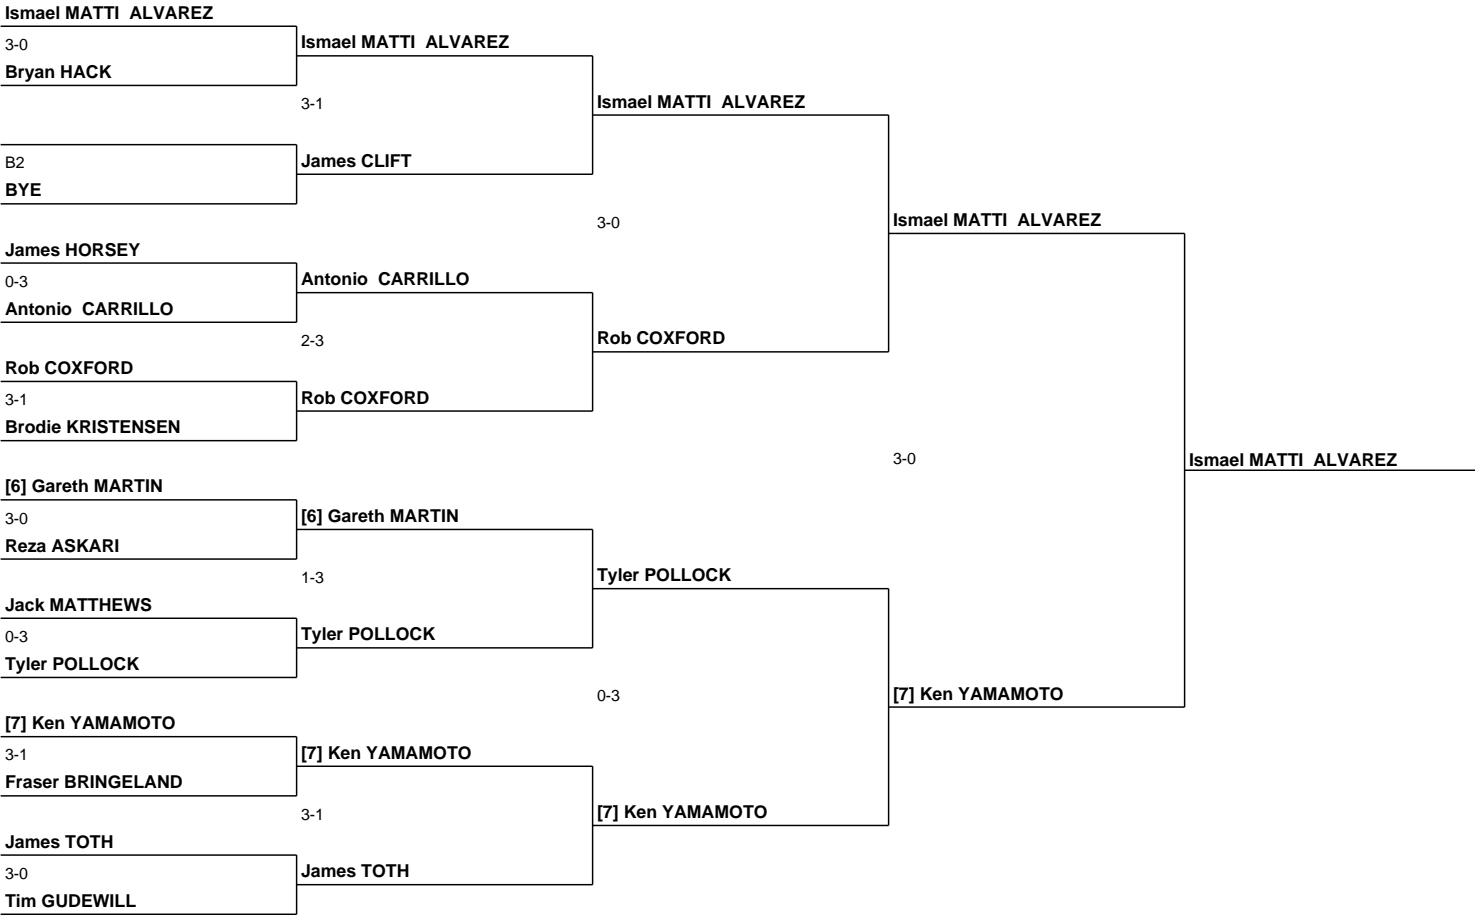 Ismael MATTI  ALVAREZ
3-0
Bryan HACK
B2
BYE
James HORSEY
0-3
Antonio  CARRILLO
Rob COXFORD
3-1
Brodie KRISTENSEN
[6] Gareth MARTIN
3-0
Reza ASKARI
Jack MATTHEWS
0-3
Tyler POLLOCK
[7] Ken YAMAMOTO
3-1
Fraser BRINGELAND
James TOTH
3-0
Tim GUDEWILL
Ismael MATTI  ALVAREZ
3-1
James CLIFT
Antonio  CARRILLO
2-3
Rob COXFORD
[6] Gareth MARTIN
1-3
Tyler POLLOCK
[7] Ken YAMAMOTO
3-1
James TOTH
Ismael MATTI  ALVAREZ
3-0
Rob COXFORD
Tyler POLLOCK
0-3
[7] Ken YAMAMOTO
Ismael MATTI  ALVAREZ
3-0
[7] Ken YAMAMOTO
Ismael MATTI  ALVAREZ